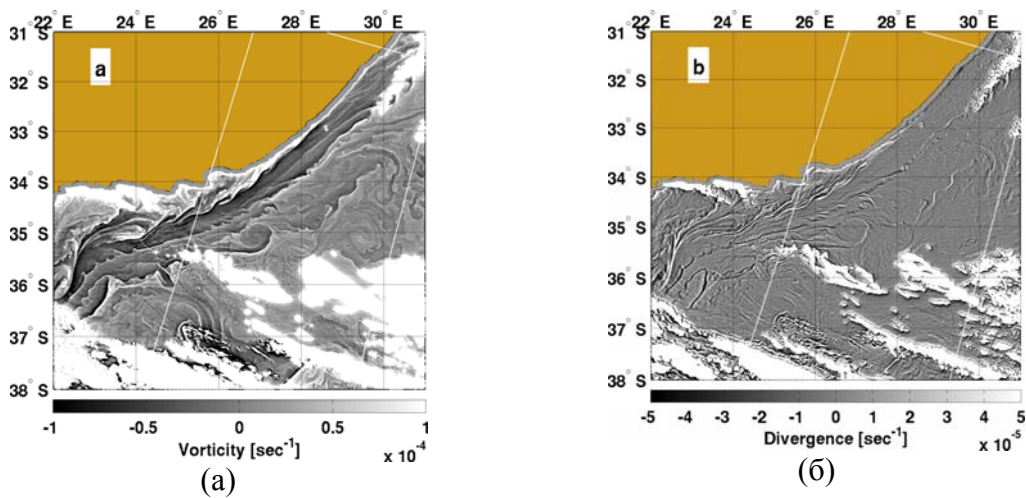 22° E 24° E 26° E 28° E 30° E
31° S
32° S
33° S
34° S
35° S
36° S
37° S
38° S
a
-1 -0.5 0 0.5 1
Vorticity [sec⁻¹] x 10⁻⁴
(а)
22° E 24° E 26° E 28° E 30° E
31° S
32° S
33° S
34° S
35° S
36° S
37° S
38° S
b
-5 -4 -3 -2 -1 0 1 2 3 4 5
Divergence [sec⁻¹] x 10⁻⁵
(б)